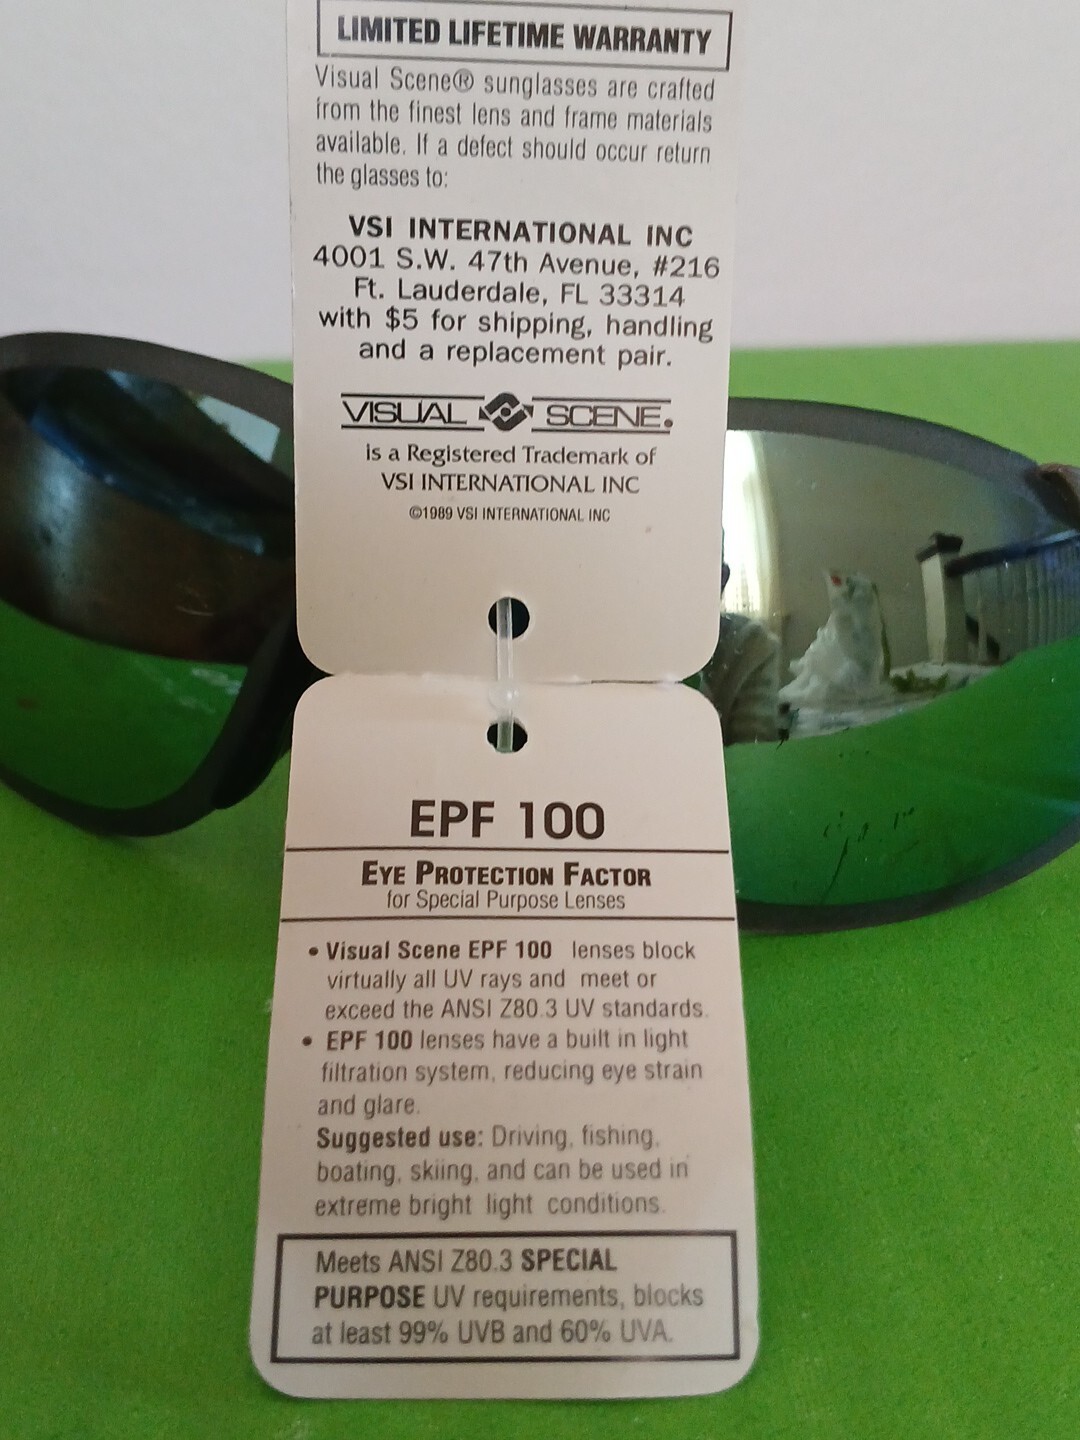 LIMITED LIFETIME WARRANTY
Visual Scene® sunglasses are crafted
from the finest lens and frame materials
available. If a defect should occur return
the glasses to:
VSI INTERNATIONAL INC
4001 S.W. 47th Avenue, #216
Ft. Lauderdale, FL 33314
with $5 for shipping, handling
and a replacement pair.
VISUAL SCENE®
is a Registered Trademark of
VSI INTERNATIONAL INC
©1989 VSI INTERNATIONAL INC
EPF 100
EYE PROTECTION FACTOR
for Special Purpose Lenses
• Visual Scene EPF 100 lenses block
virtually all UV rays and meet or
exceed the ANSI Z80.3 UV standards.
• EPF 100 lenses have a built in light
filtration system, reducing eye strain
and glare.
Suggested use: Driving, fishing,
boating, skiing, and can be used in
extreme bright light conditions.
Meets ANSI Z80.3 SPECIAL
PURPOSE UV requirements, blocks
at least 99% UVB and 60% UVA.